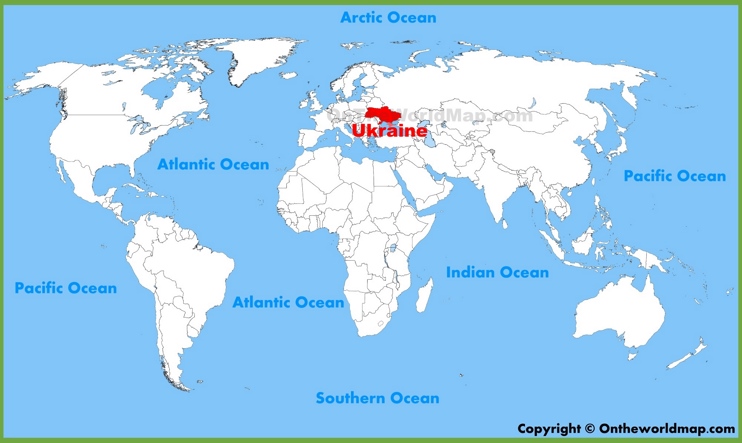 Arctic Ocean
OnTheWorldMap.com
Ukraine
Atlantic Ocean
Pacific Ocean
Indian Ocean
Pacific Ocean
Atlantic Ocean
Southern Ocean
Copyright © Ontheworldmap.com